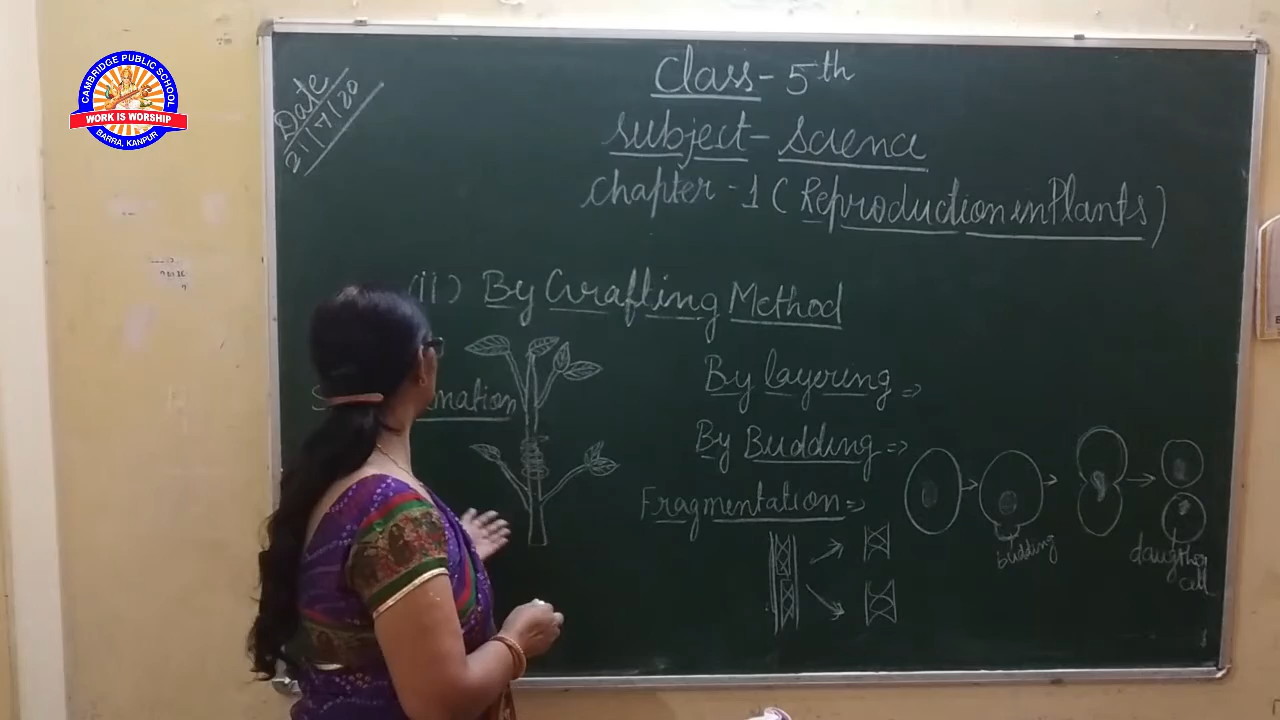 CAMBRIDGE PUBLIC SCHOOL
WORK IS WORSHIP
BARRA, KANPUR
Date
21/7/20
Class - 5th
subject - science
chapter - 1 (Reproduction in Plants)
(ii) By Grafting Method
By layering =>
By Budding =>
Fragmentation =>
budding
daughter
cell